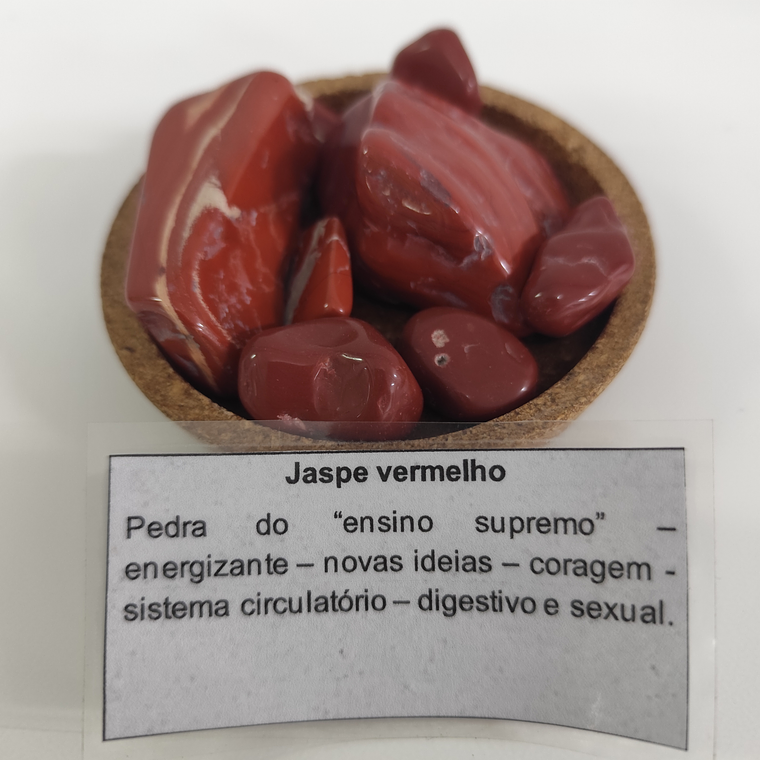 Jaspe vermelho
Pedra do “ensino supremo” –
energizante – novas ideias – coragem -
sistema circulatório – digestivo e sexual.